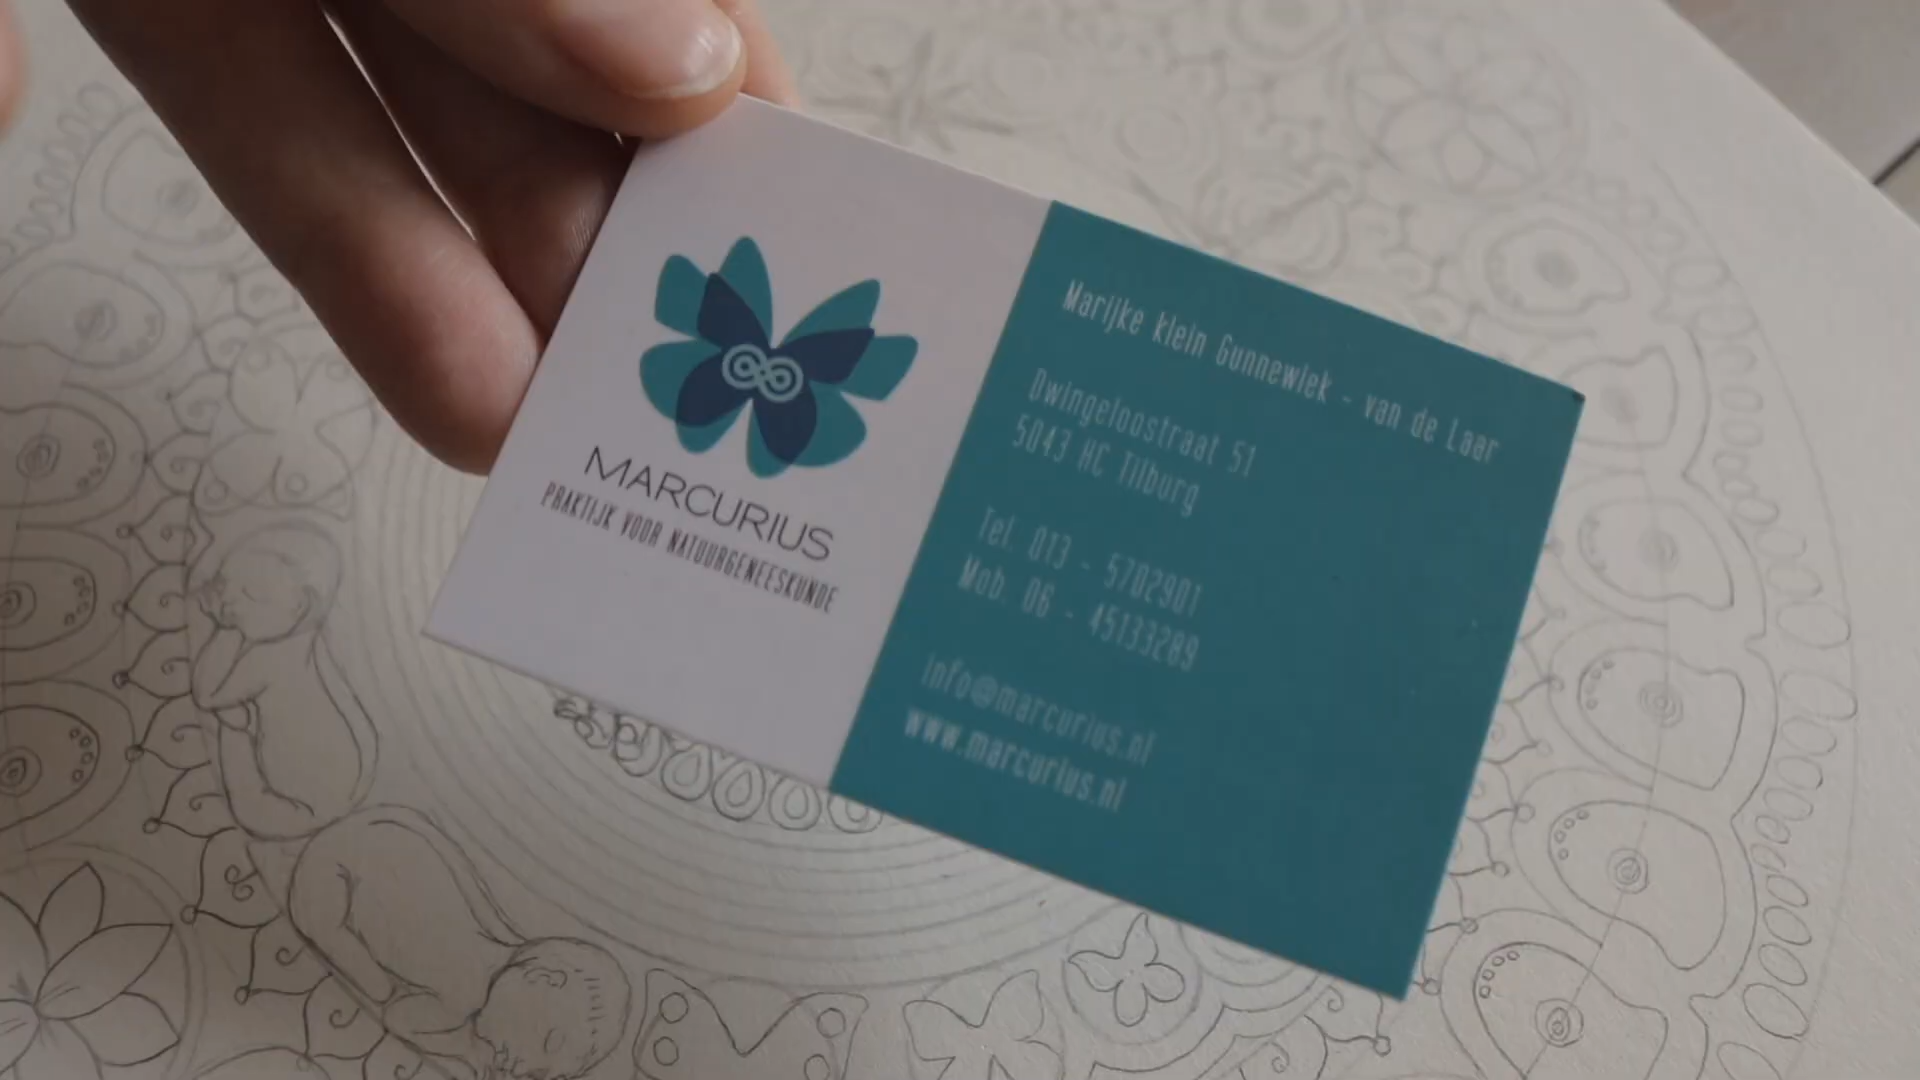 MARCURIUS
PRAKTIJK VOOR NATUURGENEESKUNDE
Marijke klein Gunnewiek - van de Laar
Dwingeloostraat 51
5043 HC Tilburg
Tel. 013 - 5702901
Mob. 06 - 45133289
info@marcurius.nl
www.marcurius.nl